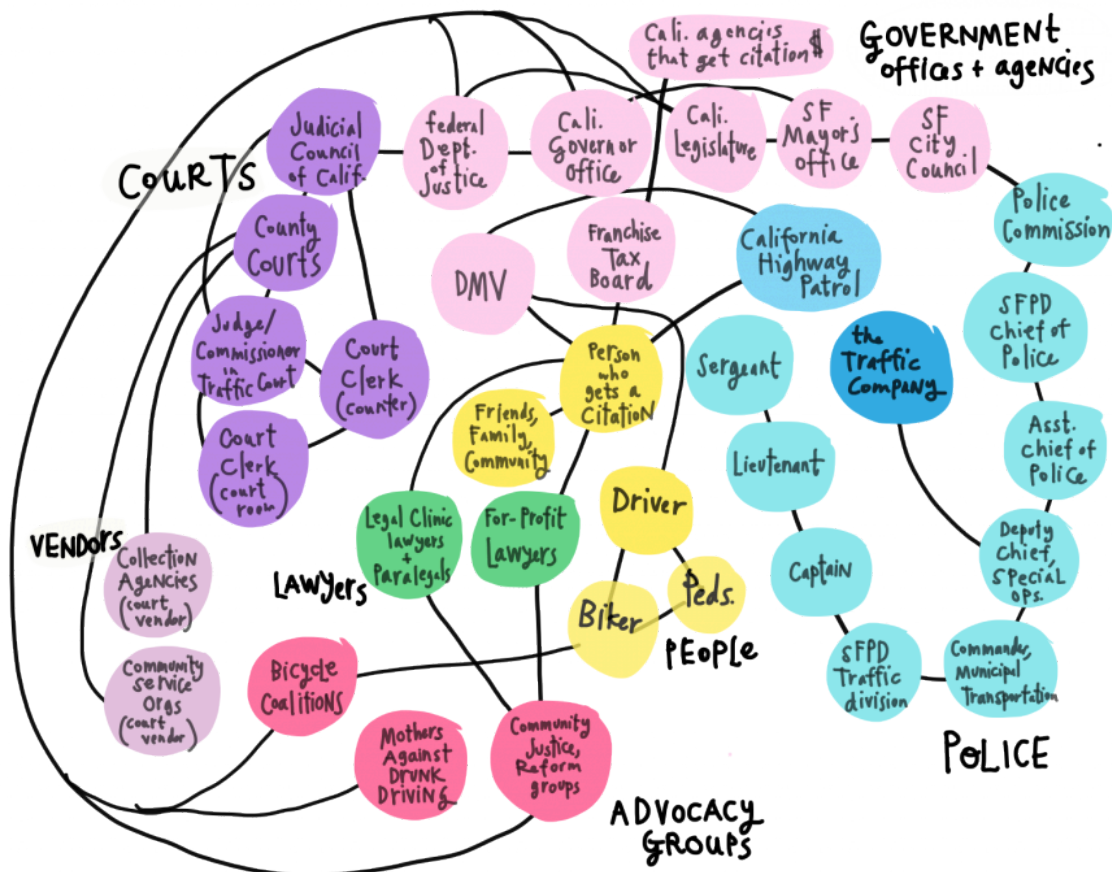 GOVERNMENT
offices + agencies
Cali. agencies
that get citation $
federal
Dept.
of
Justice
Cali.
Governor
Office
Cali.
Legislature
SF
Mayor's
office
SF
City
Council
COURTS
Judicial
Council
of Calif.
County
Courts
Judge/
Commissioner
in
Traffic Court
Court
Clerk
(counter)
Court
Clerk
(court
room)
DMV
Franchise
Tax
Board
California
Highway
Patrol
Police
Commission
SFPD
Chief of
Police
Asst.
chief of
Police
Deputy
Chief,
Special
Ops.
Commander,
Municipal
Transportation
SFPD
Traffic
division
Captain
Lieutenant
Sergeant
the
Traffic
Company
POLICE
Person
who
gets a
Citation
Friends,
Family,
Community
Driver
Biker
Peds.
PEOPLE
Legal Clinic
lawyers
+
Paralegals
For-Profit
Lawyers
LAWyers
VENDORS
Collection
Agencies
(court
vendor)
Community
Service
Orgs
(court
vendor)
Bicycle
Coalitions
Mothers
Against
Drunk
Driving
Community
Justice,
Reform
groups
ADVOCACY
GROUPS